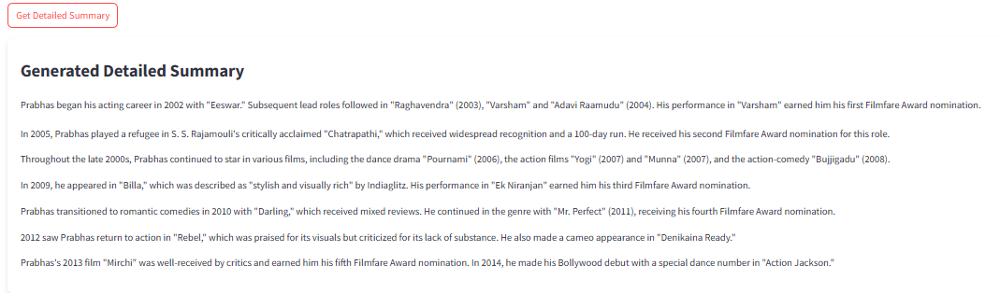 Get Detailed Summary
Generated Detailed Summary
Prabhas began his acting career in 2002 with "Eeswar." Subsequent lead roles followed in "Raghavendra" (2003), "Varsham" and "Adavi Raamudu" (2004). His performance in "Varsham" earned him his first Filmfare Award nomination.
In 2005, Prabhas played a refugee in S. S. Rajamouli's critically acclaimed "Chatrapathi," which received widespread recognition and a 100-day run. He received his second Filmfare Award nomination for this role.
Throughout the late 2000s, Prabhas continued to star in various films, including the dance drama "Pournami" (2006), the action films "Yogi" (2007) and "Munna" (2007), and the action-comedy "Bujjigadu" (2008).
In 2009, he appeared in "Billa," which was described as "stylish and visually rich" by Indiaglitz. His performance in "Ek Niranjan" earned him his third Filmfare Award nomination.
Prabhas transitioned to romantic comedies in 2010 with "Darling," which received mixed reviews. He continued in the genre with "Mr. Perfect" (2011), receiving his fourth Filmfare Award nomination.
2012 saw Prabhas return to action in "Rebel," which was praised for its visuals but criticized for its lack of substance. He also made a cameo appearance in "Denikaina Ready."
Prabhas's 2013 film "Mirchi" was well-received by critics and earned him his fifth Filmfare Award nomination. In 2014, he made his Bollywood debut with a special dance number in "Action Jackson."